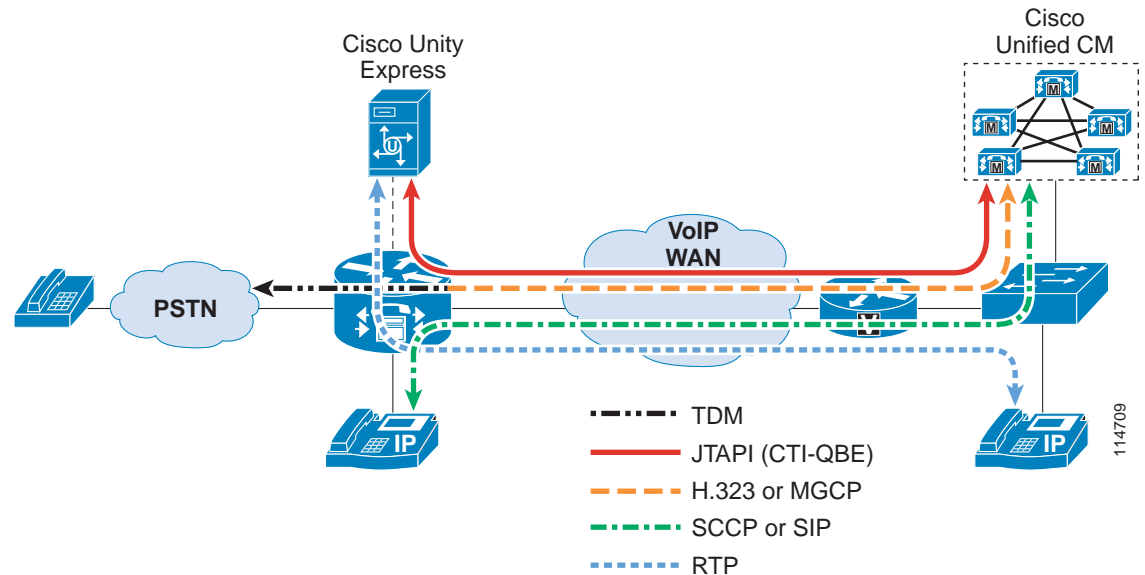 Cisco Unity
Express
Cisco
Unified CM
M
M
M
M
M
U
VoIP
WAN
PSTN
V
IP
IP
TDM
JTAPI (CTI-QBE)
H.323 or MGCP
SCCP or SIP
RTP
114709